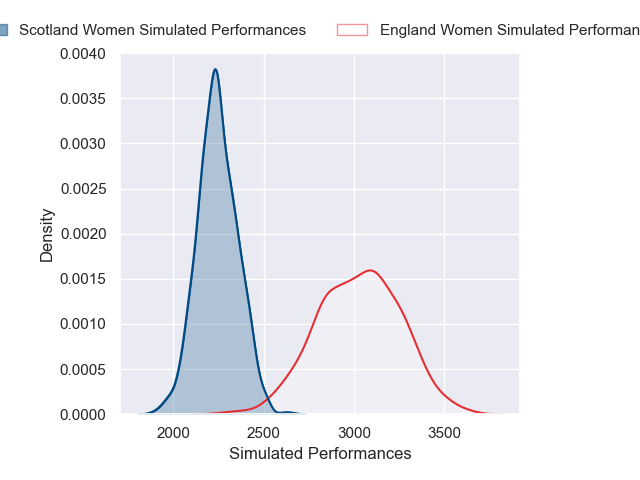 Scotland Women Simulated Performances England Women Simulated Performan
0.0040
0.0035
0.0030
0.0025
0.0020
0.0015
0.0010
0.0005
0.0000
Density
2000 2500 3000 3500
Simulated Performances